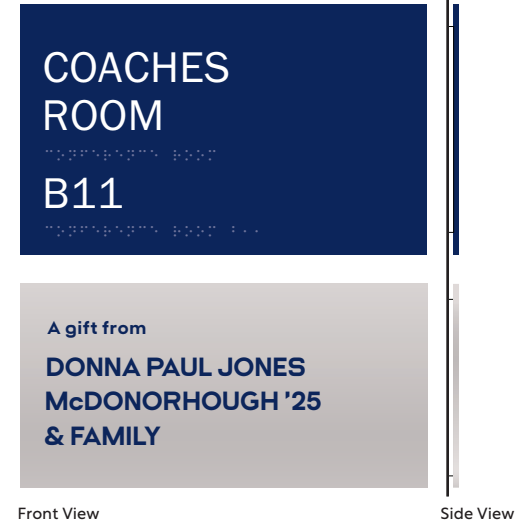 COACHES
ROOM
B11
A gift from
DONNA PAUL JONES
McDONORHOUGH ’25
& FAMILY
Front View
Side View